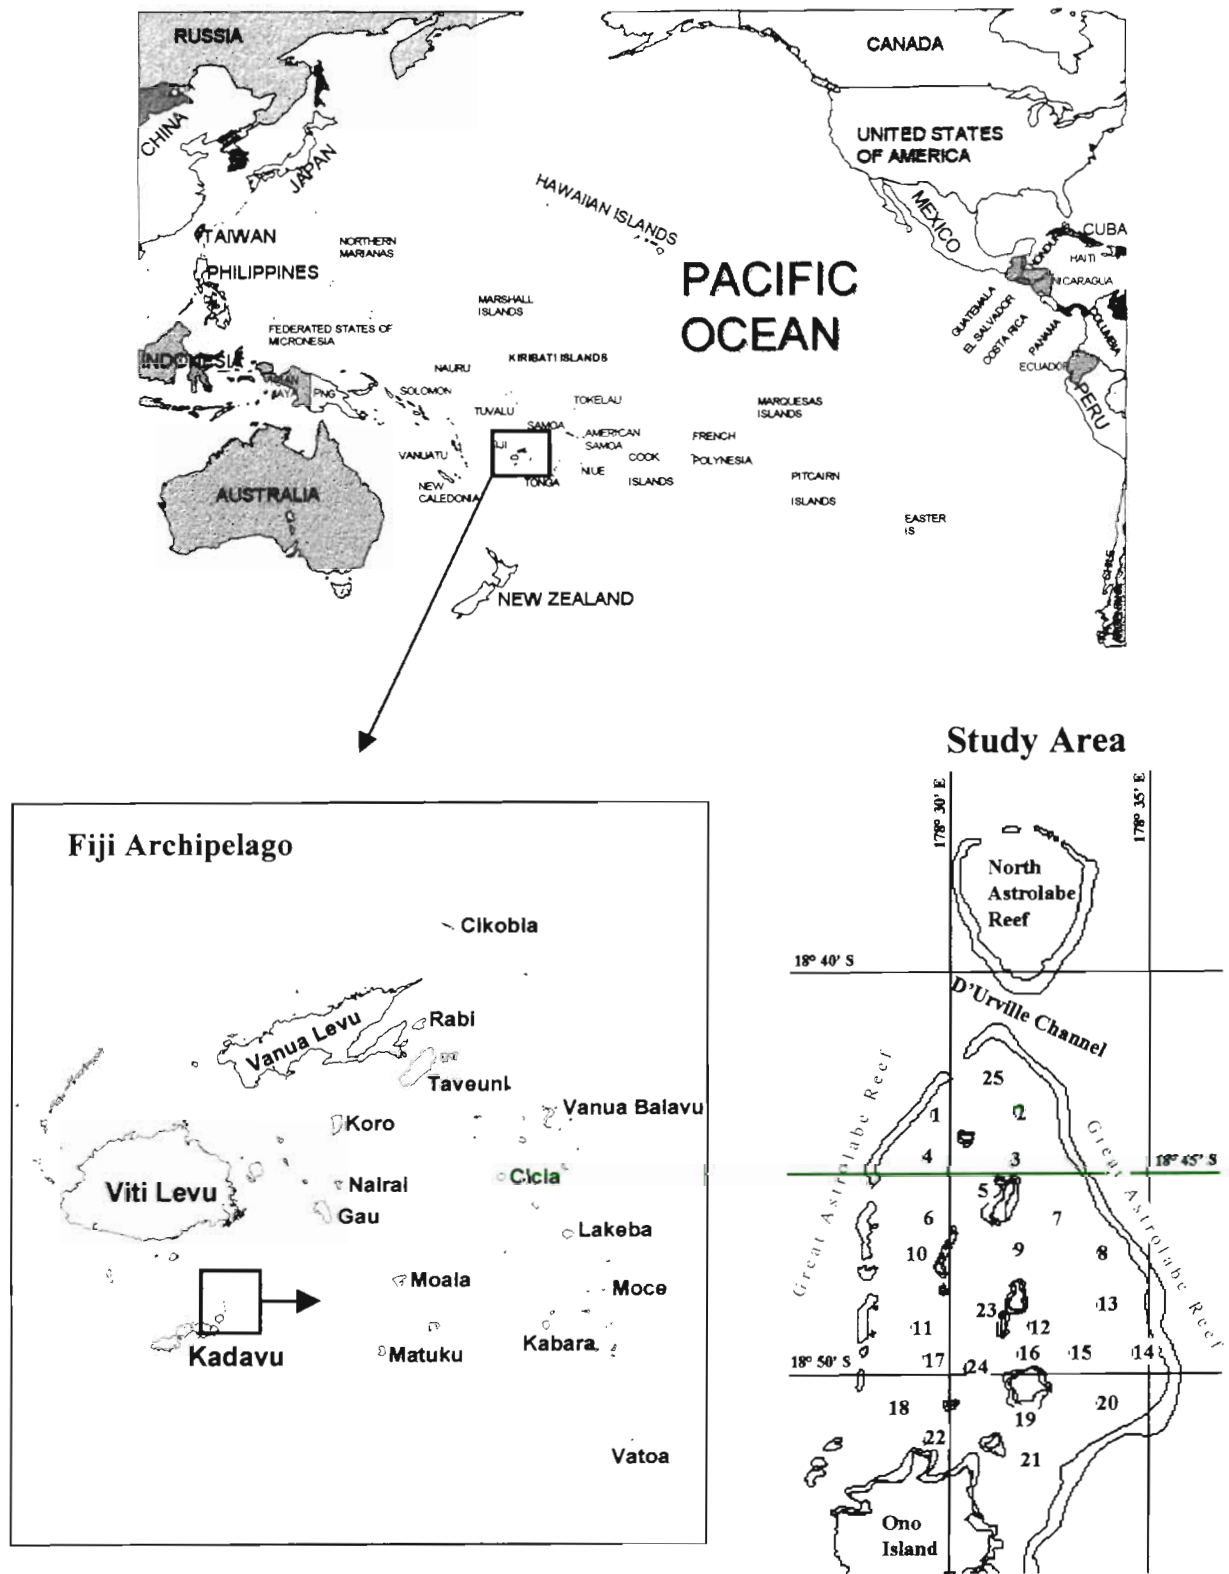 RUSSIA
CANADA
CHINA
JAPAN
UNITED STATES
OF AMERICA
HAWAIIAN ISLANDS
MEXICO
TAIWAN
NORTHERN
MARIANAS
CUBA
HAITI
NICARAGUA
PHILIPPINES
PACIFIC
OCEAN
MARSHALL
ISLANDS
GUATEMALA
EL SALVADOR
COSTA RICA
PANAMA
COLUMBIA
FEDERATED STATES OF
MICRONESIA
INDONESIA
NAURU
KIRIBATI ISLANDS
ECUADOR
PERU
JAYA
PNG
SOLOMON
TUVALU
TOKELAU
MARQUESAS
ISLANDS
SAMOA
AMERICAN
SAMOA
FRENCH
POLYNESIA
VANUATU
COOK
ISLANDS
NIUE
TONGA
NEW
CALEDONIA
PITCAIRN
ISLANDS
AUSTRALIA
EASTER
IS
CHILE
NEW ZEALAND
Study Area
178° 30' E
178° 35' E
Fiji Archipelago
North
Astrolabe
Reef
Cikobia
18° 40' S
D'Urville Channel
Rabi
Vanua Levu
Taveuni
Koro
Vanua Balavu
Viti Levu
Nairai
Cicia
Gau
Lakeba
Moala
Moce
Kadavu
Matuku
Kabara
Vatoa
Great Astrolabe Reef
Great Astrolabe Reef
25
1
2
4
3
18° 45' S
5
6
7
10
9
8
23
13
11
12
18° 50' S
17
24
16
15
14
18
19
20
22
21
Ono
Island